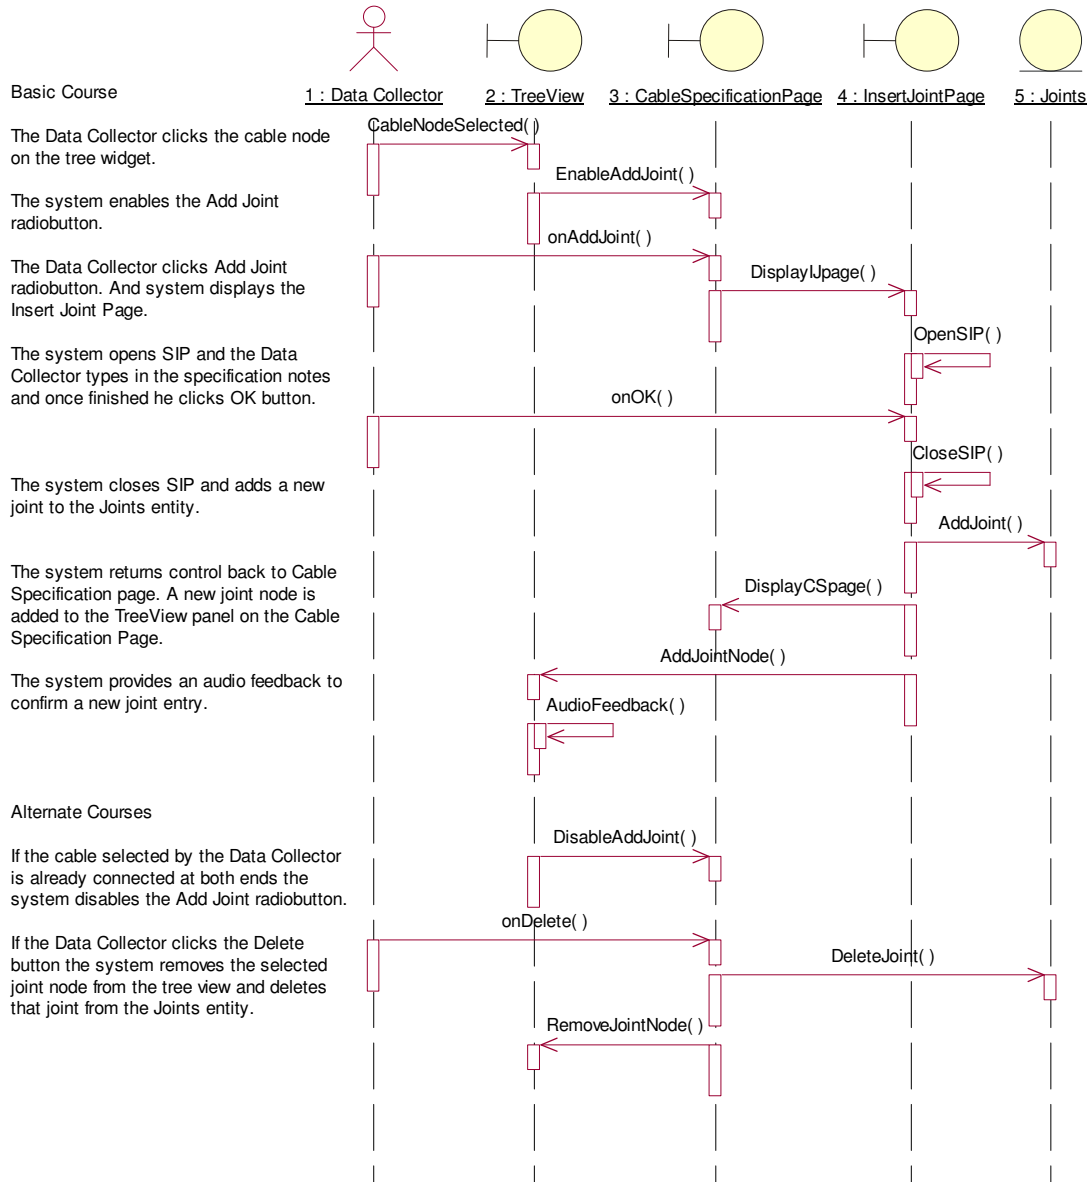 Basic Course
1 : Data Collector
2 : TreeView
3 : CableSpecificationPage
4 : InsertJointPage
5 : Joints
The Data Collector clicks the cable node
on the tree widget.
CableNodeSelected( )
The system enables the Add Joint
radiobutton.
EnableAddJoint( )
onAddJoint( )
The Data Collector clicks Add Joint
radiobutton. And system displays the
Insert Joint Page.
DisplayIJpage( )
The system opens SIP and the Data
Collector types in the specification notes
and once finished he clicks OK button.
OpenSIP( )
onOK( )
The system closes SIP and adds a new
joint to the Joints entity.
CloseSIP( )
AddJoint( )
The system returns control back to Cable
Specification page. A new joint node is
added to the TreeView panel on the Cable
Specification Page.
DisplayCSpage( )
AddJointNode( )
The system provides an audio feedback to
confirm a new joint entry.
AudioFeedback( )
Alternate Courses
If the cable selected by the Data Collector
is already connected at both ends the
system disables the Add Joint radiobutton.
DisableAddJoint( )
onDelete( )
If the Data Collector clicks the Delete
button the system removes the selected
joint node from the tree view and deletes
that joint from the Joints entity.
DeleteJoint( )
RemoveJointNode( )